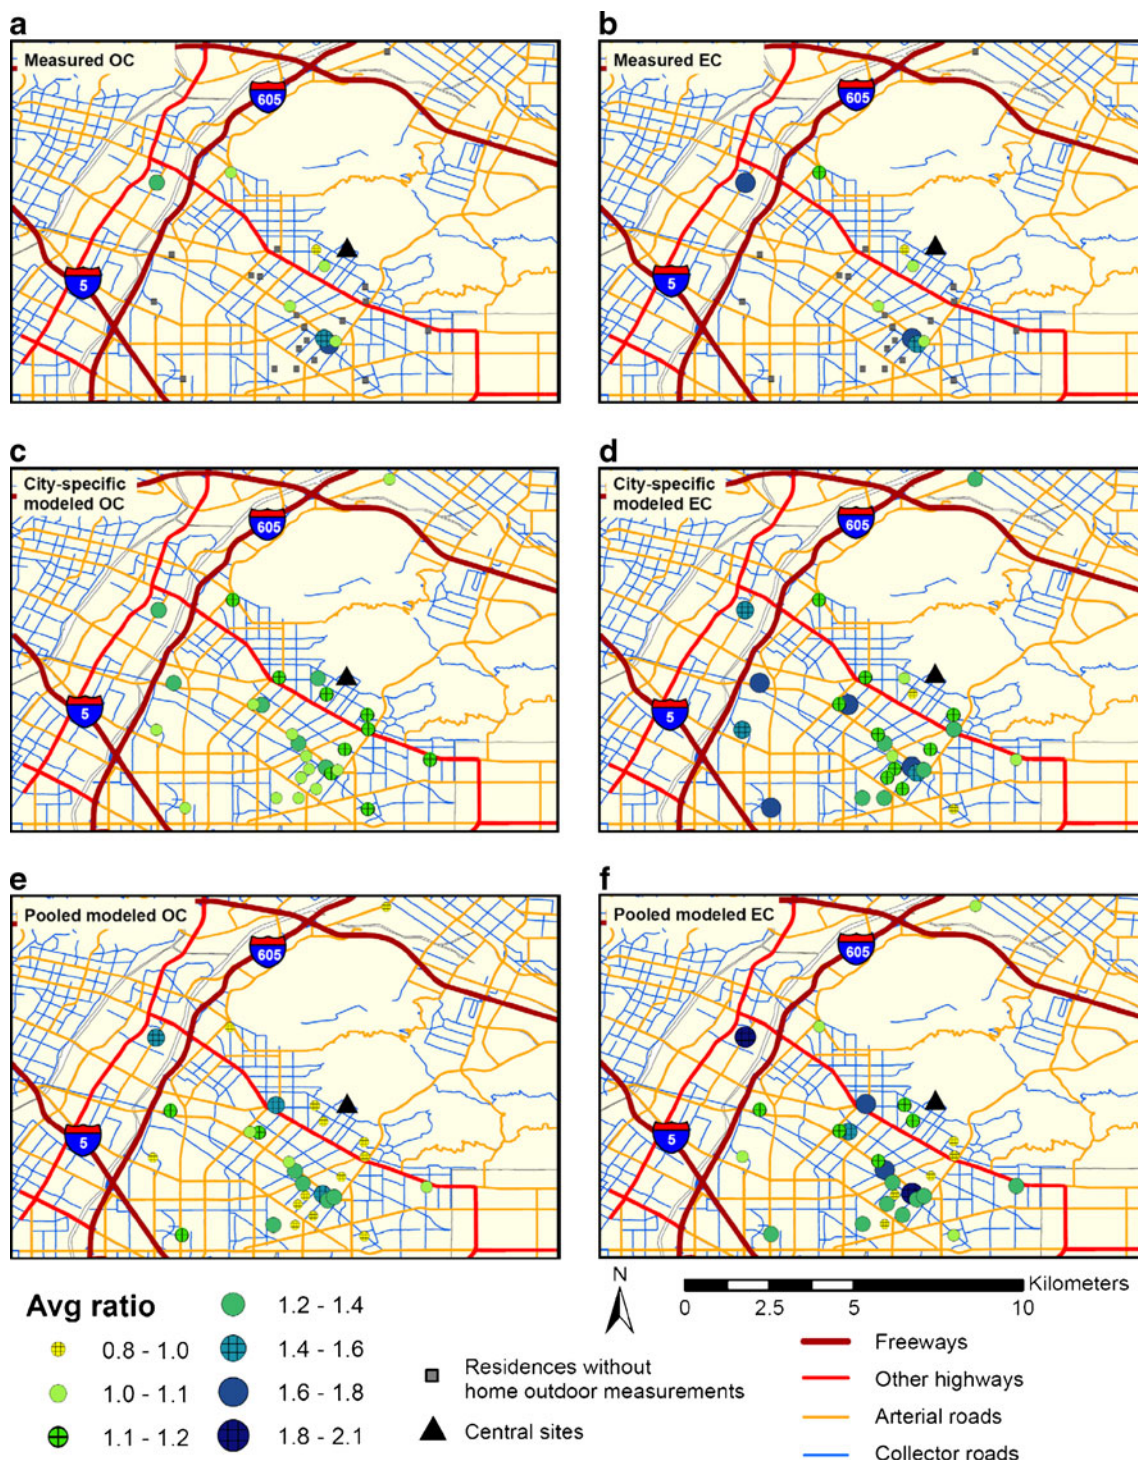 a
Measured OC
605
5
b
Measured EC
605
5
c
City-specific
modeled OC
605
5
d
City-specific
modeled EC
605
5
e
Pooled modeled OC
605
5
f
Pooled modeled EC
605
5
Avg ratio
0.8 - 1.0
1.0 - 1.1
1.1 - 1.2
1.2 - 1.4
1.4 - 1.6
1.6 - 1.8
1.8 - 2.1
Residences without
home outdoor measurements
Central sites
N
Kilometers
0 2.5 5 10
Freeways
Other highways
Arterial roads
Collector roads